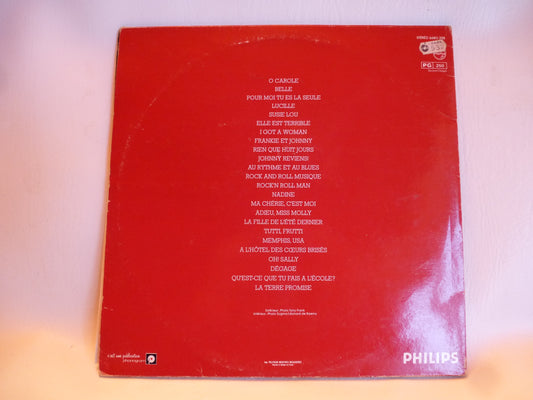 PG 250
O CAROLE
BELLE
POUR MOI TU ES LA SEULE
LUCILLE
SUSIE LOU
ELLE EST TERRIBLE
I GOT A WOMAN
FRANKIE ET JOHNNY
RIEN QUE HUIT JOURS
JOHNNY REVIENS!
AU RYTHME ET AU BLUES
ROCK AND ROLL MUSIQUE
ROCK'N ROLL MAN
NADINE
MA CHÉRIE, C'EST MOI
ADIEU, MISS MOLLY
LA FILLE DE L'ÉTÉ DERNIER
TUTTI, FRUTTI
MEMPHIS, USA
A L'HÔTEL DES CŒURS BRISÉS
OH! SALLY
DÉGAGE
QU'EST-CE QUE TU FAIS A L'ÉCOLE?
LA TERRE PROMISE
phonogram
PHILIPS